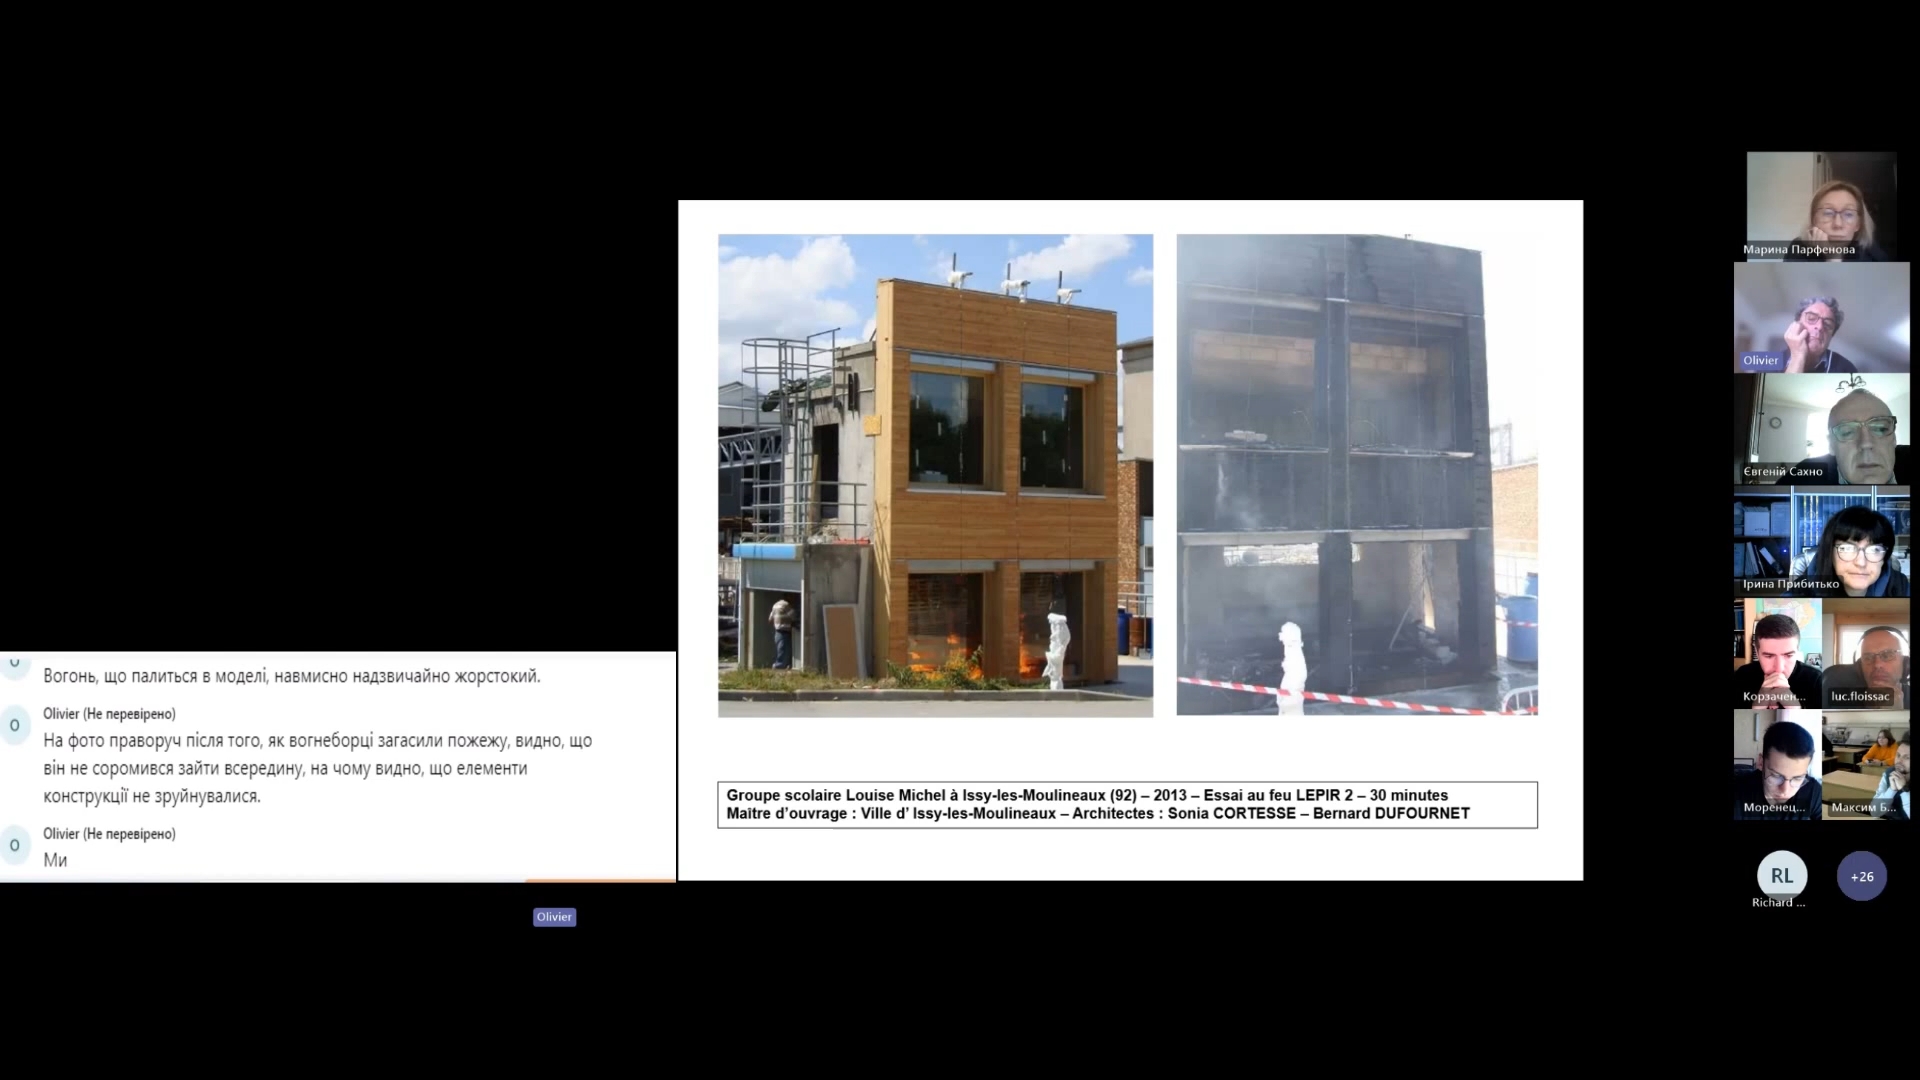 Вогонь, що палиться в моделі, навмисно надзвичайно жорстокий.
O
Olivier (Не перевірено)
На фото праворуч після того, як вогнеборці загасили пожежу, видно, що
він не соромився зайти всередину, на чому видно, що елементи
конструкції не зруйнувалися.
O
Olivier (Не перевірено)
Ми
Olivier
Groupe scolaire Louise Michel à Issy-les-Moulineaux (92) – 2013 – Essai au feu LEPIR 2 – 30 minutes
Maître d’ouvrage : Ville d’ Issy-les-Moulineaux – Architectes : Sonia CORTESSE – Bernard DUFOURNET
Марина Парфенова
Olivier
Євгеній Сахно
Ірина Прибитько
Корзачен...
luc.floissac
Моренец...
Максим Б...
RL
Richard ...
+26